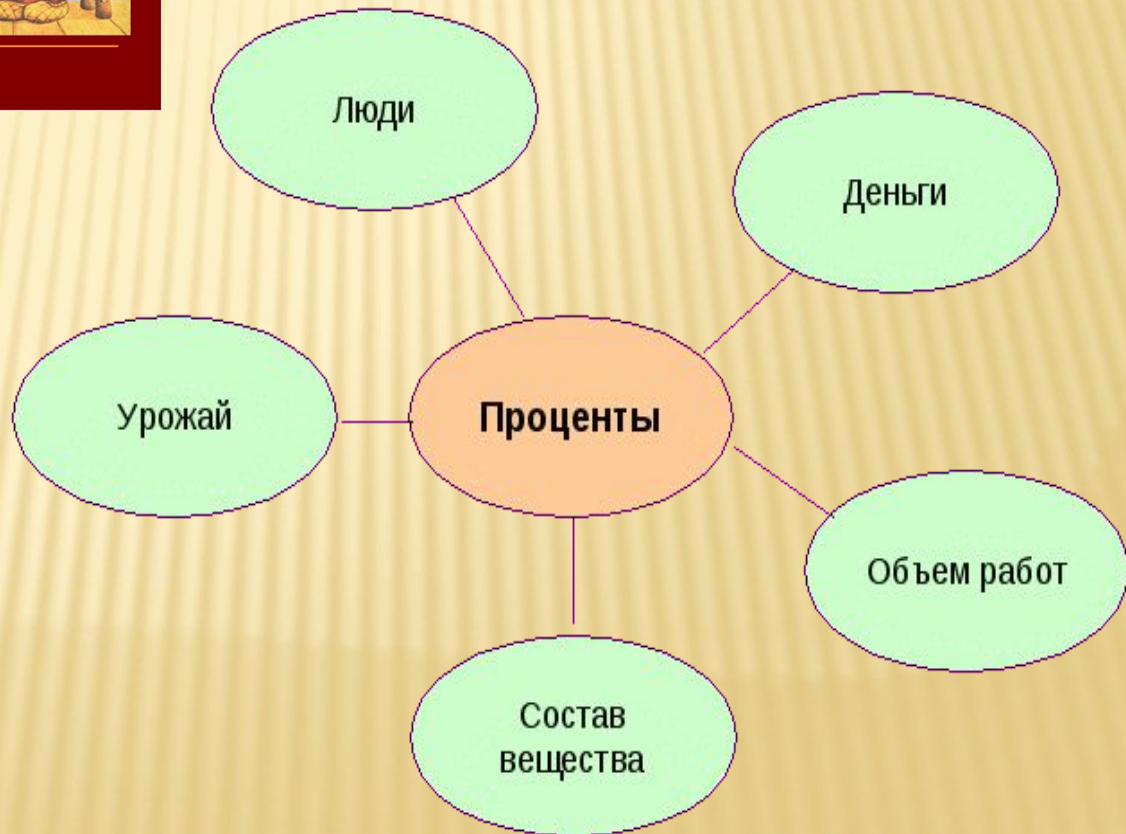 Люди
Деньги
Урожай
Проценты
Объем работ
Состав
вещества